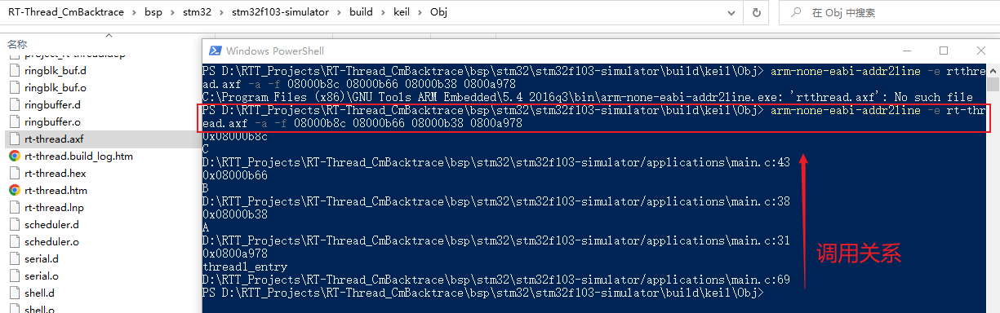 RT-Thread_CmBacktrace > bsp > stm32 > stm32f103-simulator > build > keil > Obj
在 Obj 中搜索
名称
project_rt-thread.dep
ringblk_buf.d
ringblk_buf.o
ringbuffer.d
ringbuffer.o
rt-thread.axf
rt-thread.build_log.htm
rt-thread.hex
rt-thread.htm
rt-thread.lnp
scheduler.d
scheduler.o
serial.d
serial.o
shell.d
shell.o
Windows PowerShell
PS D:\RTT_Projects\RT-Thread_CmBacktrace\bsp\stm32\stm32f103-simulator\build\keil\Obj> arm-none-eabi-addr2line -e rtthre
ad.axf -a -f 08000b8c 08000b66 08000b38 0800a978
C:\Program Files (x86)\GNU Tools ARM Embedded\5.4 2016q3\bin\arm-none-eabi-addr2line.exe: 'rtthread.axf': No such file
PS D:\RTT_Projects\RT-Thread_CmBacktrace\bsp\stm32\stm32f103-simulator\build\keil\Obj> arm-none-eabi-addr2line -e rt-thr
ead.axf -a -f 08000b8c 08000b66 08000b38 0800a978
0x08000b8c
C
D:\RTT_Projects\RT-Thread_CmBacktrace\bsp\stm32\stm32f103-simulator/applications\main.c:43
0x08000b66
B
D:\RTT_Projects\RT-Thread_CmBacktrace\bsp\stm32\stm32f103-simulator/applications\main.c:38
0x08000b38
A
D:\RTT_Projects\RT-Thread_CmBacktrace\bsp\stm32\stm32f103-simulator/applications\main.c:31
0x0800a978
thread1_entry
D:\RTT_Projects\RT-Thread_CmBacktrace\bsp\stm32\stm32f103-simulator/applications\main.c:69
PS D:\RTT_Projects\RT-Thread_CmBacktrace\bsp\stm32\stm32f103-simulator\build\keil\Obj>
调用关系